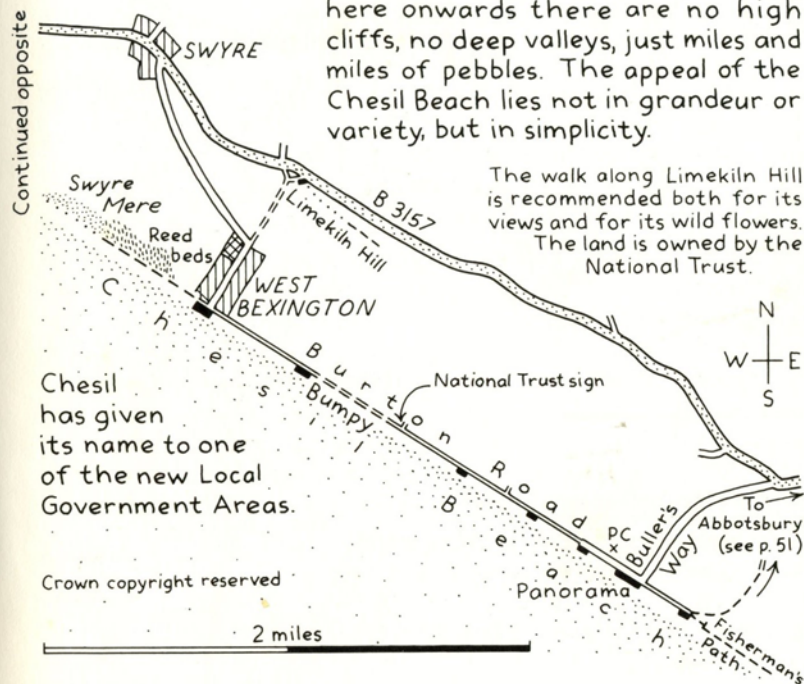 here onwards there are no high
cliffs, no deep valleys, just miles and
miles of pebbles. The appeal of the
Chesil Beach lies not in grandeur or
variety, but in simplicity.
Continued opposite
SWYRE
The walk along Limekiln Hill
is recommended both for its
views and for its wild flowers.
The land is owned by the
National Trust.
B 3157
Swyre
Mere
Reed
beds
Limekiln Hill
WEST
BEXINGTON
N
W E
S
Chesil Beach
Burton Road
Bumpy
National Trust sign
Chesil
has given
its name to one
of the new Local
Government Areas.
PC
Buller's
Way
To
Abbotsbury
(see p. 51)
Panorama
Fisherman's
Path
Crown copyright reserved
2 miles